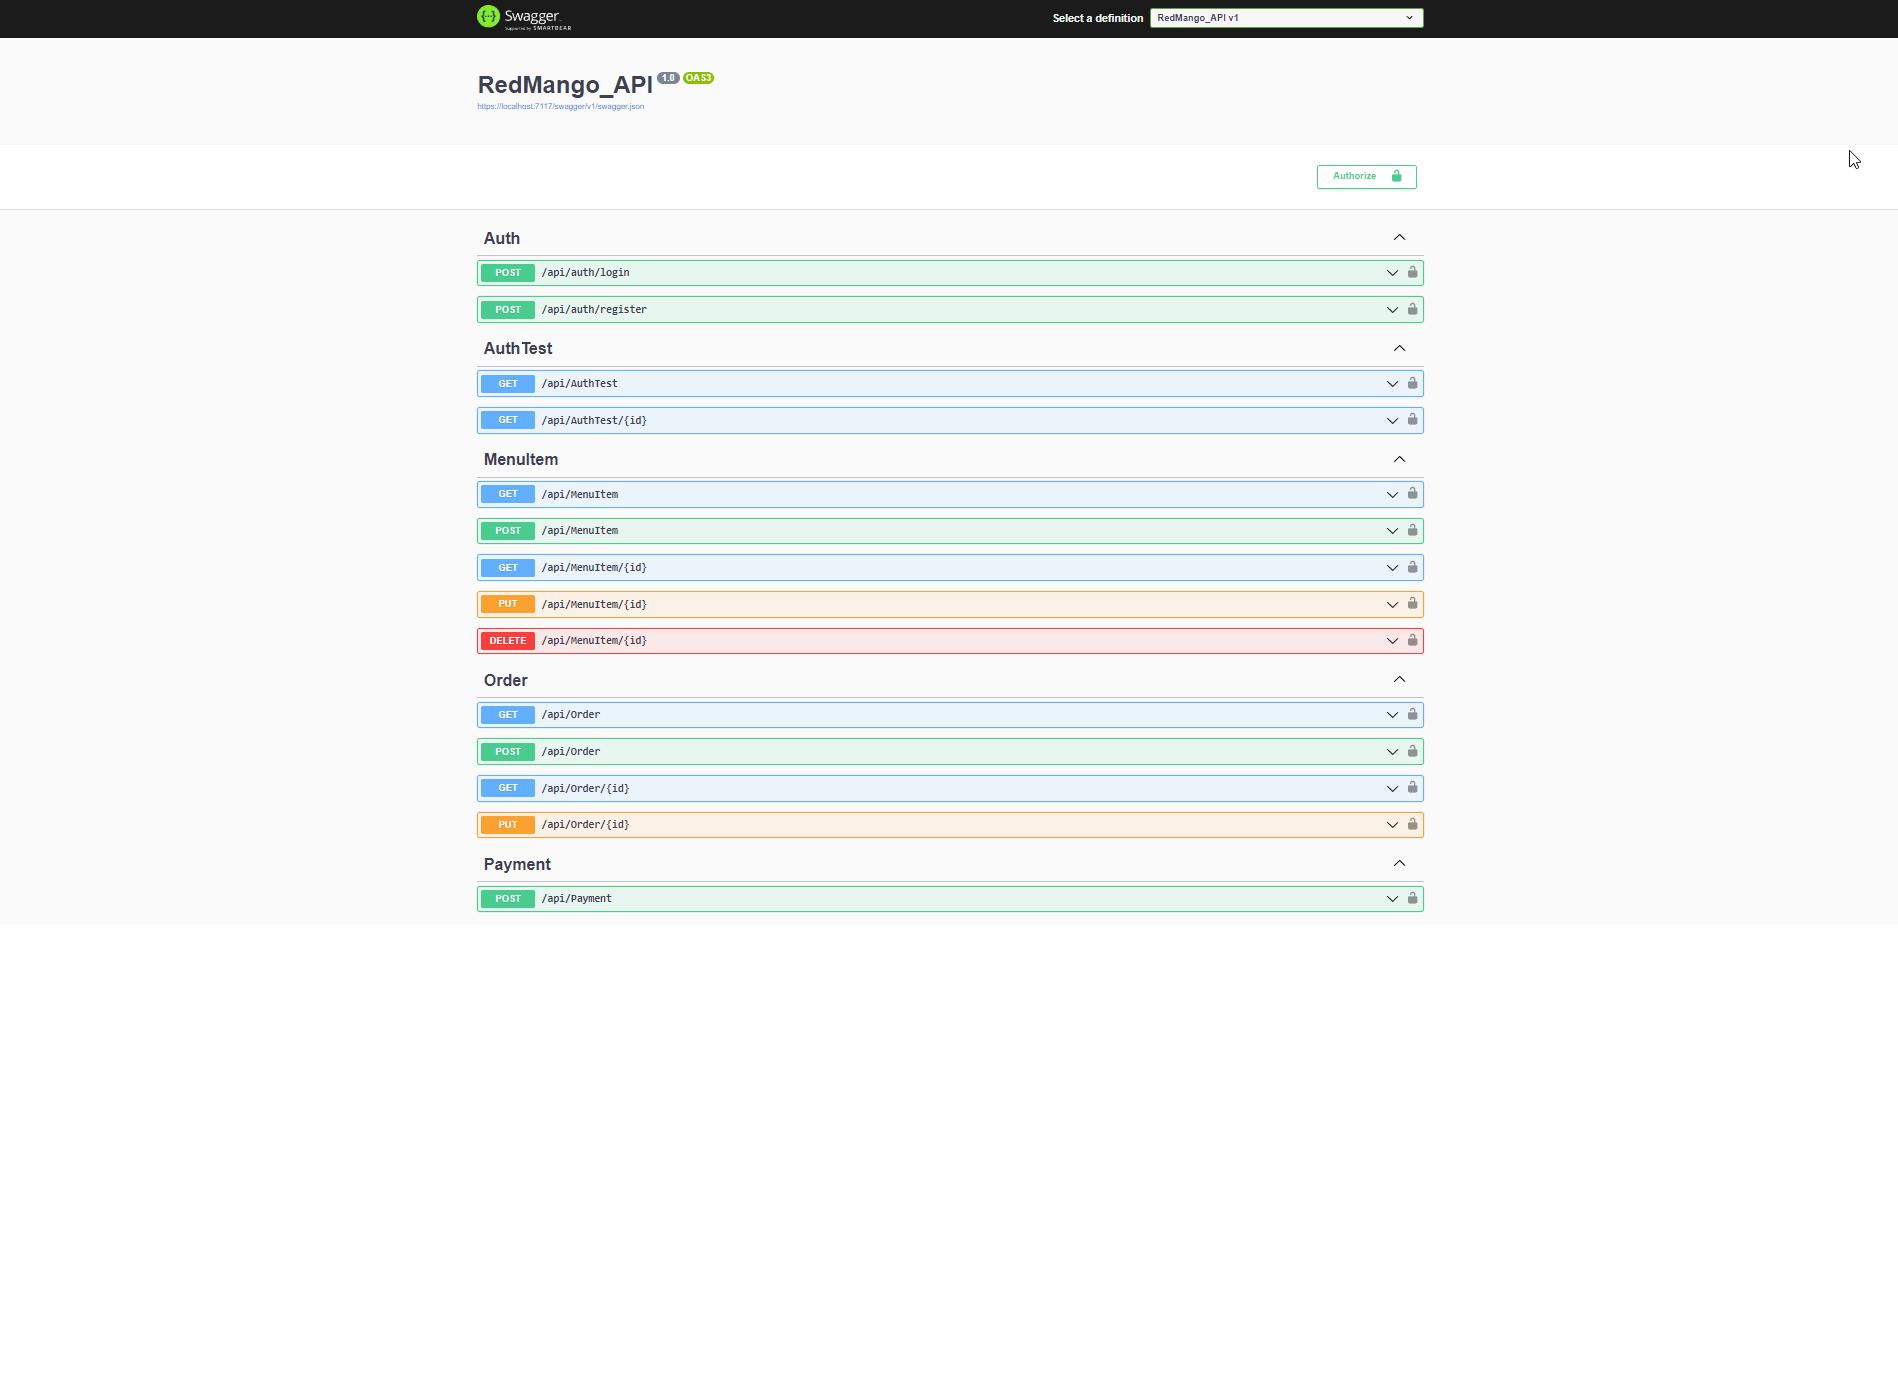 Swagger.
Supported by SMARTBEAR
Select a definition
RedMango_API v1
RedMango_API 1.0 OAS3
https://localhost:7117/swagger/v1/swagger.json
Authorize
Auth
POST /api/auth/login
POST /api/auth/register
AuthTest
GET /api/AuthTest
GET /api/AuthTest/{id}
MenuItem
GET /api/MenuItem
POST /api/MenuItem
GET /api/MenuItem/{id}
PUT /api/MenuItem/{id}
DELETE /api/MenuItem/{id}
Order
GET /api/Order
POST /api/Order
GET /api/Order/{id}
PUT /api/Order/{id}
Payment
POST /api/Payment